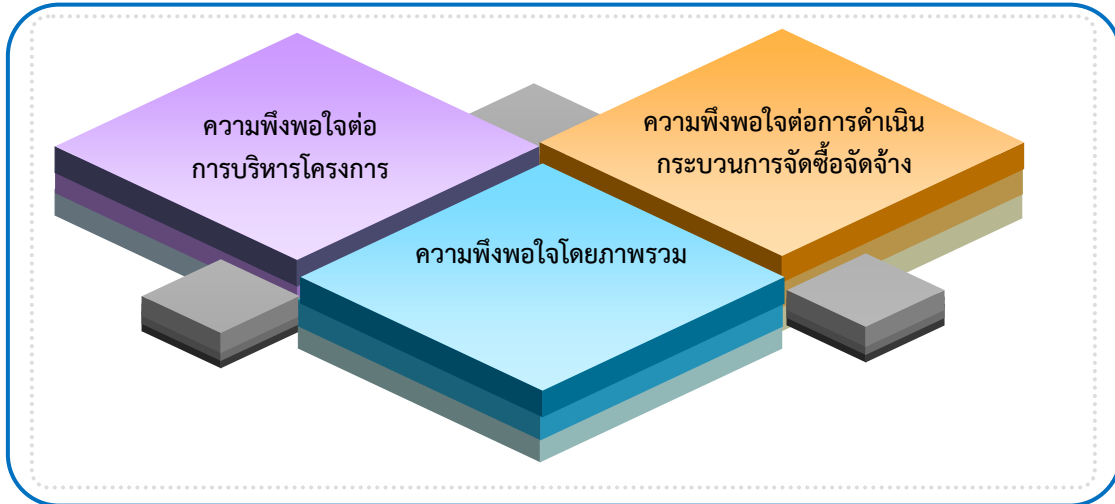 ความพึงพอใจต่อ
การบริหารโครงการ
ความพึงพอใจต่อการดำเนิน
กระบวนการจัดซื้อจัดจ้าง
ความพึงพอใจโดยภาพรวม